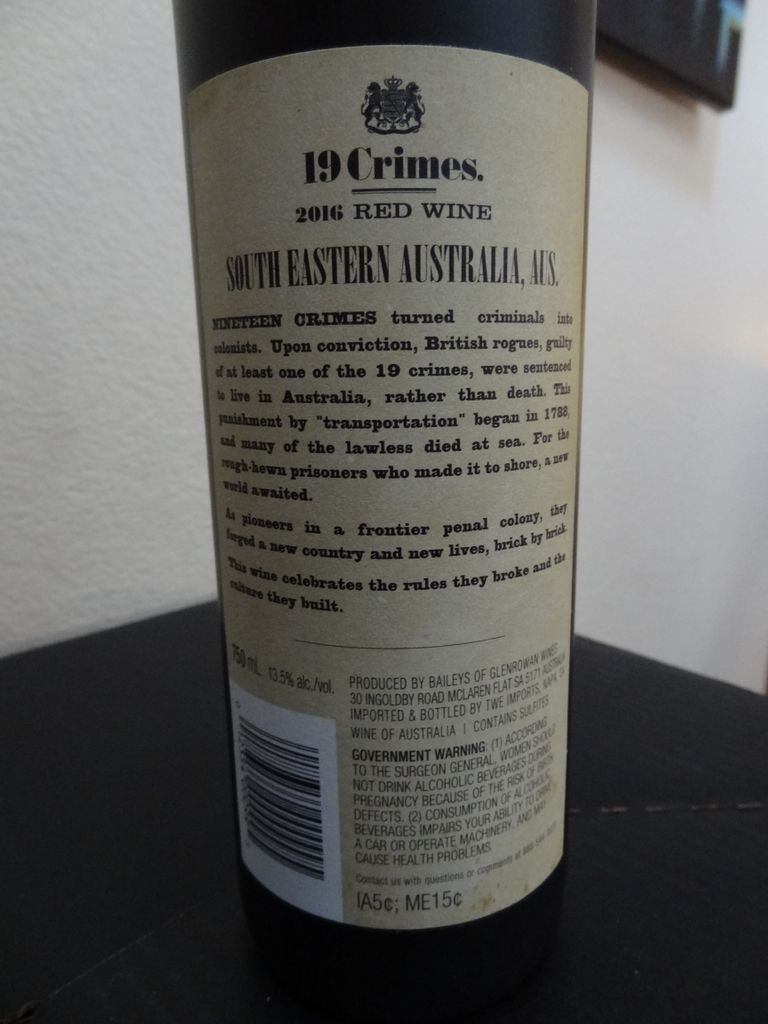 19 Crimes.
2016 RED WINE
SOUTH EASTERN AUSTRALIA, AUS.
NINETEEN CRIMES turned criminals into
colonists. Upon conviction, British rogues, guilty
of at least one of the 19 crimes, were sentenced
to live in Australia, rather than death. This
punishment by "transportation" began in 1788,
and many of the lawless died at sea. For the
rough-hewn prisoners who made it to shore, a new
world awaited.
As pioneers in a frontier penal colony, they
forged a new country and new lives, brick by brick.
This wine celebrates the rules they broke and the
culture they built.
750 mL 13.5% alc./vol.
PRODUCED BY BAILEYS OF GLENROWAN WINES
30 INGOLDBY ROAD MCLAREN FLAT SA 5171 AUSTRALIA
IMPORTED & BOTTLED BY TWE IMPORTS, NAPA, CA
WINE OF AUSTRALIA | CONTAINS SULFITES
GOVERNMENT WARNING: (1) ACCORDING
TO THE SURGEON GENERAL, WOMEN SHOULD
NOT DRINK ALCOHOLIC BEVERAGES DURING
PREGNANCY BECAUSE OF THE RISK OF BIRTH
DEFECTS. (2) CONSUMPTION OF ALCOHOLIC
BEVERAGES IMPAIRS YOUR ABILITY TO DRIVE
A CAR OR OPERATE MACHINERY, AND MAY
CAUSE HEALTH PROBLEMS.
Contact us with questions or comments at
IA5¢; ME15¢